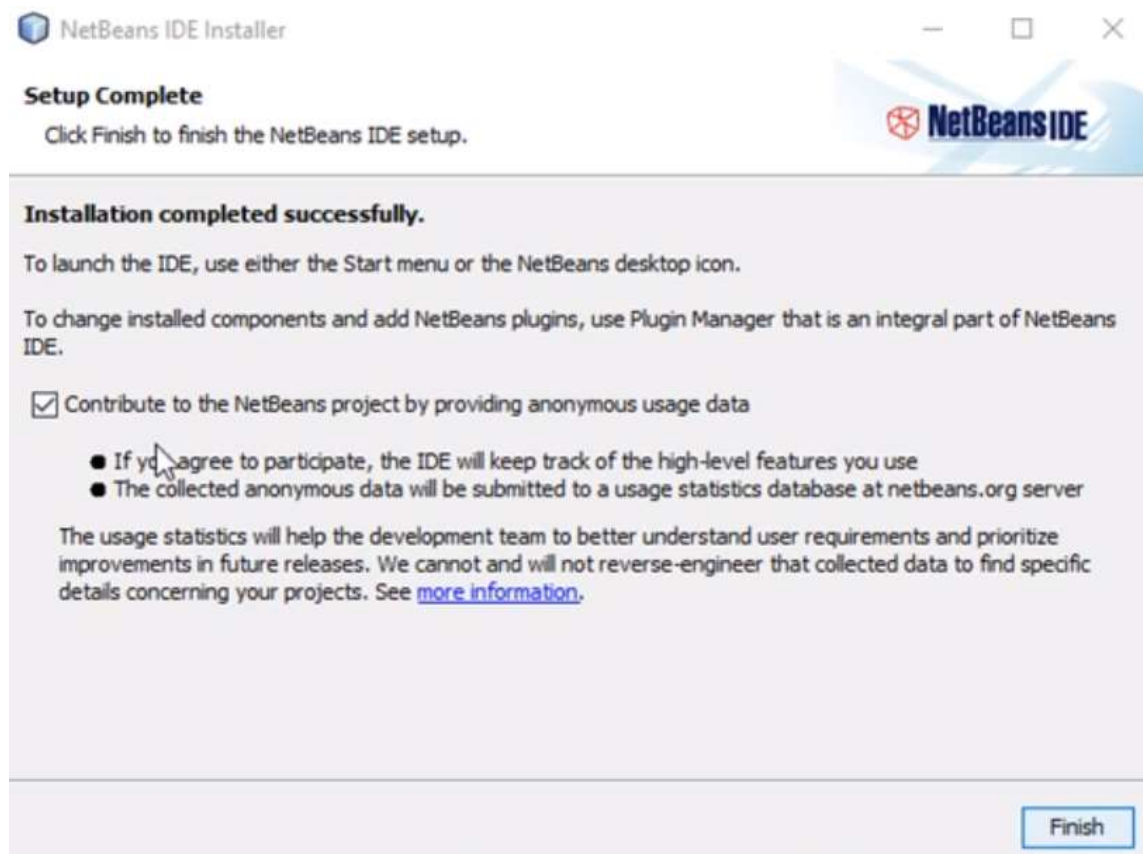 NetBeans IDE Installer
Setup Complete
Click Finish to finish the NetBeans IDE setup.
NetBeans IDE
Installation completed successfully.
To launch the IDE, use either the Start menu or the NetBeans desktop icon.
To change installed components and add NetBeans plugins, use Plugin Manager that is an integral part of NetBeans
IDE.
Contribute to the NetBeans project by providing anonymous usage data
If you agree to participate, the IDE will keep track of the high-level features you use
The collected anonymous data will be submitted to a usage statistics database at netbeans.org server
The usage statistics will help the development team to better understand user requirements and prioritize
improvements in future releases. We cannot and will not reverse-engineer that collected data to find specific
details concerning your projects. See more information.
Finish